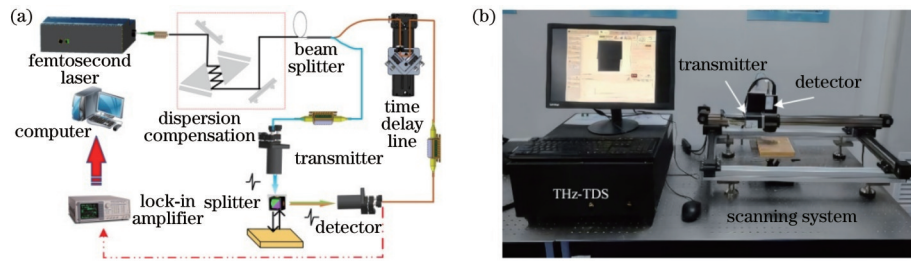 (a)
femtosecond
laser
computer
dispersion
compensation
beam
splitter
time
delay
line
transmitter
lock-in
amplifier
splitter
detector
(b)
transmitter
detector
THz-TDS
scanning system